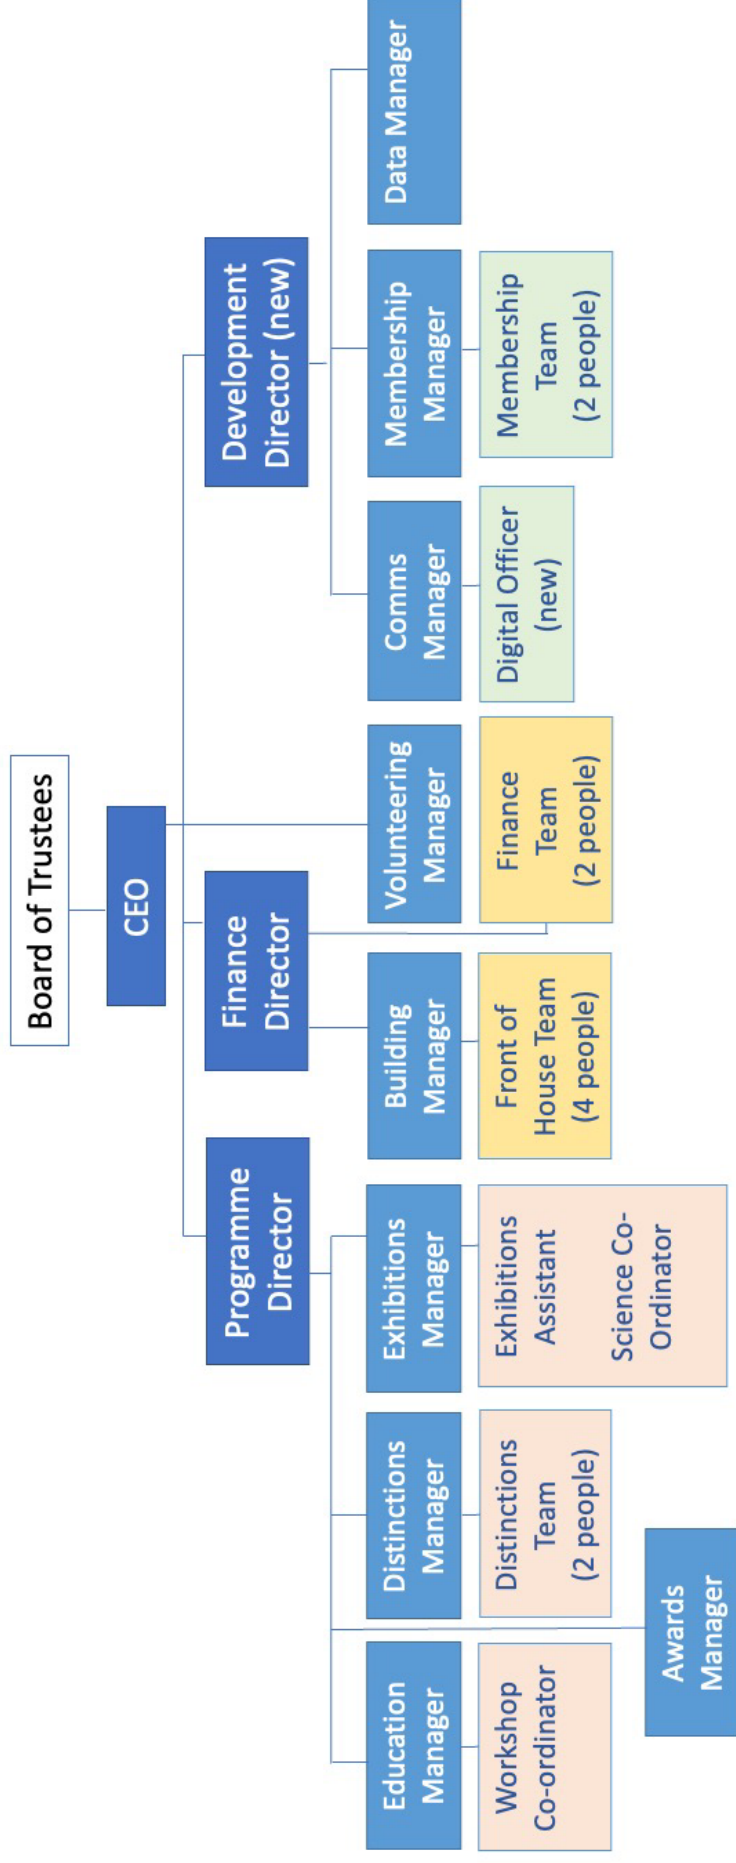 Board of Trustees
CEO
Programme
Director
Finance
Director
Development
Director (new)
Education
Manager
Distinctions
Manager
Exhibitions
Manager
Building
Manager
Volunteering
Manager
Comms
Manager
Membership
Manager
Data Manager
Workshop
Co-ordinator
Distinctions
Team
(2 people)
Exhibitions
Assistant
Science Co-
Ordinator
Front of
House Team
(4 people)
Finance
Team
(2 people)
Digital Officer
(new)
Membership
Team
(2 people)
Awards
Manager